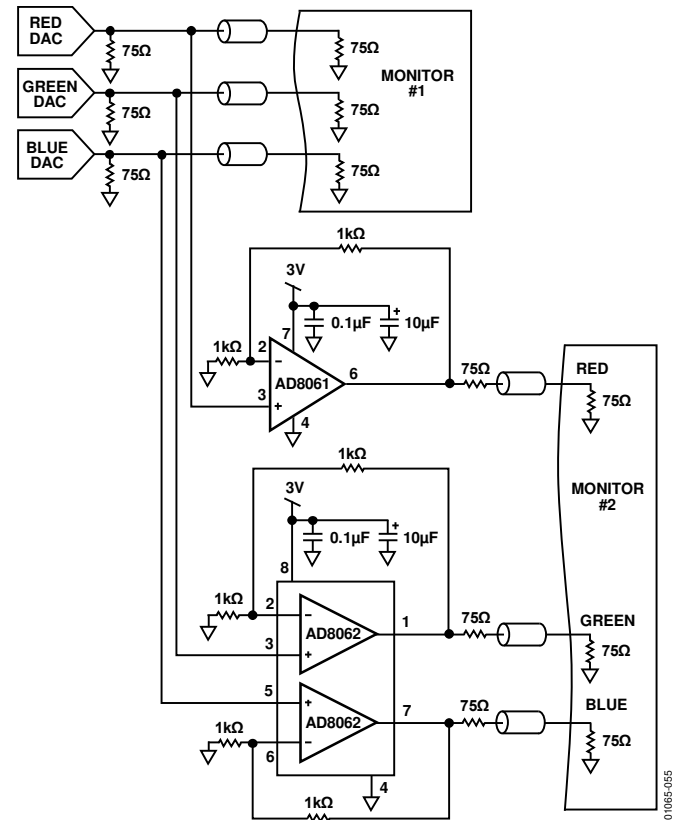 RED
DAC
75Ω
75Ω
MONITOR
#1
GREEN
DAC
75Ω
75Ω
BLUE
DAC
75Ω
75Ω
1kΩ
3V
0.1µF
+
10µF
7
1kΩ
2
–
AD8061
6
3
+
4
75Ω
RED
75Ω
MONITOR
#2
1kΩ
3V
0.1µF
+
10µF
8
1kΩ
2
–
AD8062
1
3
+
75Ω
GREEN
75Ω
5
+
AD8062
7
1kΩ
6
–
75Ω
BLUE
75Ω
4
1kΩ
01065-055